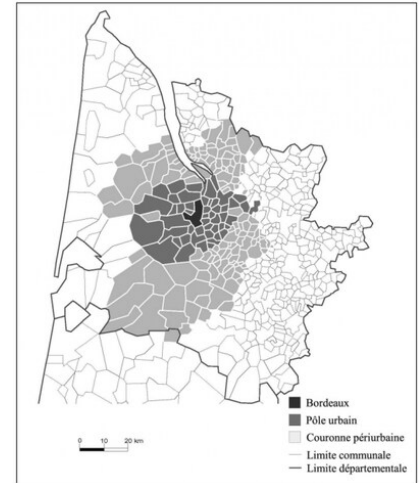 Bordeaux
Pôle urbain
Couronne périurbaine
Limite communale
Limite départementale
0 10 20 km